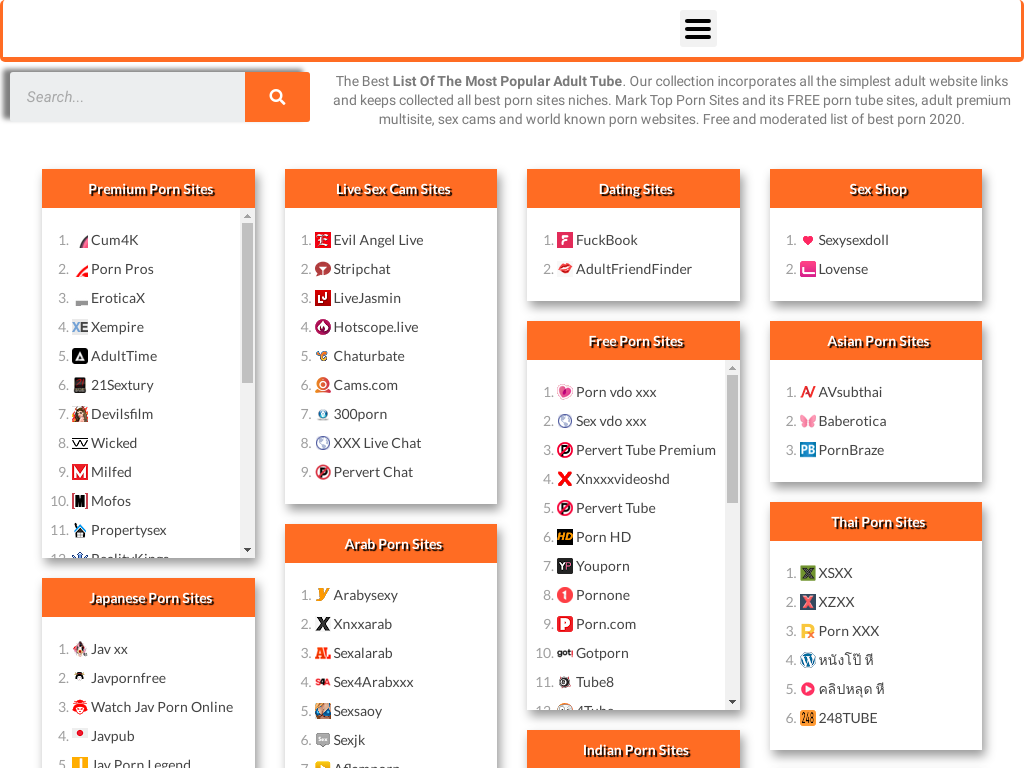 Search...
The Best List Of The Most Popular Adult Tube. Our collection incorporates all the simplest adult website links
and keeps collected all best porn sites niches. Mark Top Porn Sites and its FREE porn tube sites, adult premium
multisite, sex cams and world known porn websites. Free and moderated list of best porn 2020.
Premium Porn Sites
1. Cum4K
2. Porn Pros
3. EroticaX
4. Xempire
5. AdultTime
6. 21Sextury
7. Devilsfilm
8. Wicked
9. Milfed
10. Mofos
11. Propertysex
12. RealityKings
Japanese Porn Sites
1. Jav xx
2. Javpornfree
3. Watch Jav Porn Online
4. Javpub
5. Jav Porn Legend
Live Sex Cam Sites
1. Evil Angel Live
2. Stripchat
3. LiveJasmin
4. Hotscope.live
5. Chaturbate
6. Cams.com
7. 300porn
8. XXX Live Chat
9. Pervert Chat
Arab Porn Sites
1. Arabysexy
2. Xnxxarab
3. Sexalarab
4. Sex4Arabxxx
5. Sexsaoy
6. Sexjk
7. Aflamporn
Dating Sites
1. FuckBook
2. AdultFriendFinder
Free Porn Sites
1. Porn vdo xxx
2. Sex vdo xxx
3. Pervert Tube Premium
4. Xnxxxvideoshd
5. Pervert Tube
6. Porn HD
7. Youporn
8. Pornone
9. Porn.com
10. Gotporn
11. Tube8
12. 4Tube
Indian Porn Sites
Sex Shop
1. Sexysexdoll
2. Lovense
Asian Porn Sites
1. AVsubthai
2. Baberotica
3. PornBraze
Thai Porn Sites
1. XSXX
2. XZXX
3. Porn XXX
4. หนังโป๊ หี
5. คลิปหลุด หี
6. 248TUBE